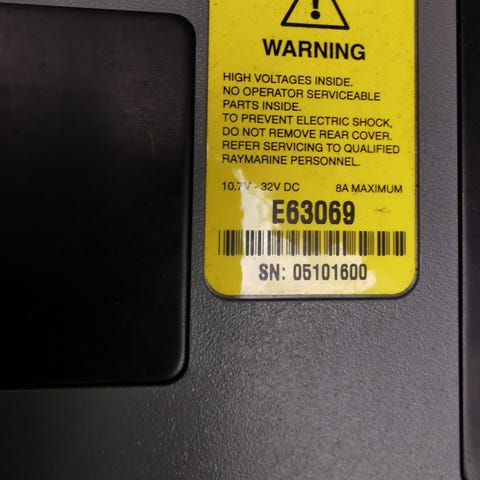 WARNING
HIGH VOLTAGES INSIDE.
NO OPERATOR SERVICEABLE
PARTS INSIDE.
TO PREVENT ELECTRIC SHOCK,
DO NOT REMOVE REAR COVER.
REFER SERVICING TO QUALIFIED
RAYMARINE PERSONNEL.
10.7V - 32V DC 8A MAXIMUM
E63069
SN: 05101600